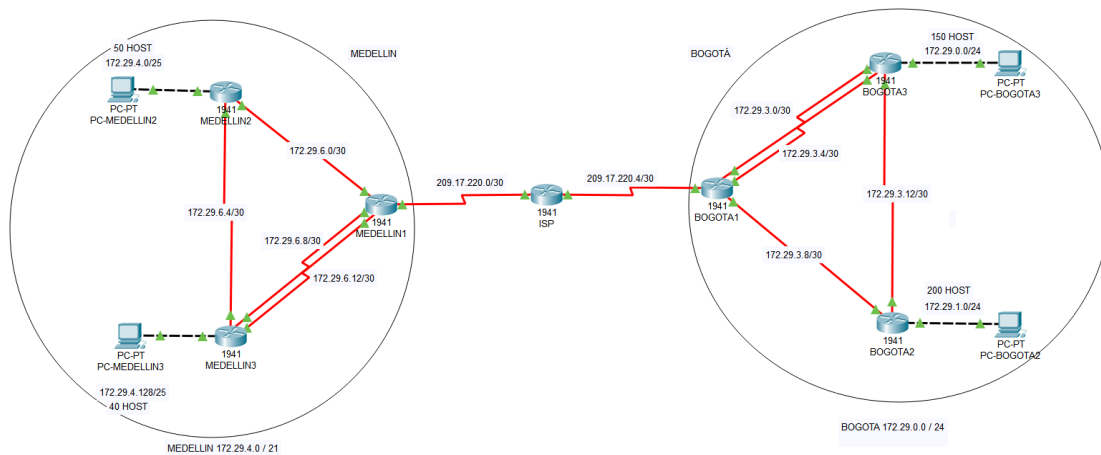 50 HOST
172.29.4.0/25
PC-PT
PC-MEDELLIN2
1941
MEDELLIN2
MEDELLIN
172.29.6.0/30
172.29.6.4/30
1941
MEDELLIN1
172.29.6.8/30
172.29.6.12/30
PC-PT
PC-MEDELLIN3
1941
MEDELLIN3
172.29.4.128/25
40 HOST
MEDELLIN 172.29.4.0 / 21
209.17.220.0/30
1941
ISP
209.17.220.4/30
BOGOTÀ
150 HOST
172.29.0.0/24
1941
BOGOTA3
PC-PT
PC-BOGOTA3
172.29.3.0/30
172.29.3.4/30
1941
BOGOTA1
172.29.3.12/30
172.29.3.8/30
200 HOST
172.29.1.0/24
1941
BOGOTA2
PC-PT
PC-BOGOTA2
BOGOTA 172.29.0.0 / 24